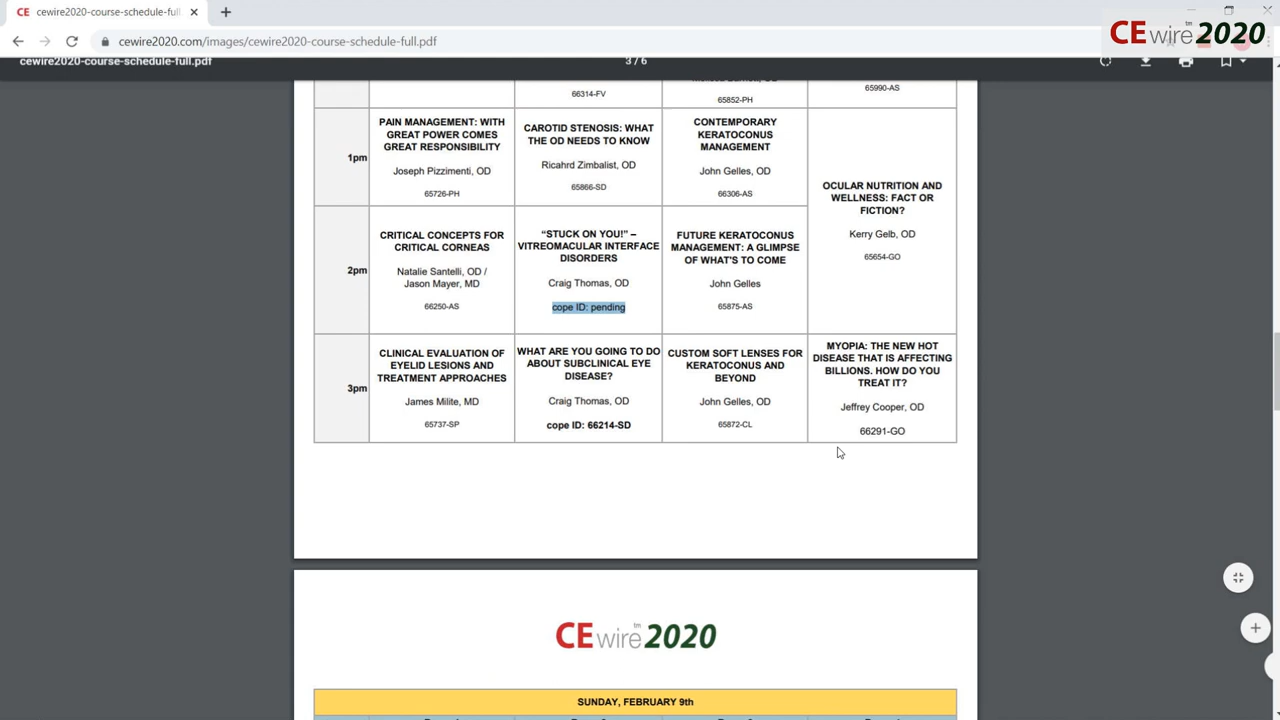 CE cewire2020-course-schedule-full
cewire2020.com/images/cewire2020-course-schedule-full.pdf
CEwire™2020
cewire2020-course-schedule-full.pdf
3/6
66314-FV
65852-PH
65990-AS
1pm
PAIN MANAGEMENT: WITH
GREAT POWER COMES
GREAT RESPONSIBILITY
Joseph Pizzimenti, OD
65726-PH
CAROTID STENOSIS: WHAT
THE OD NEEDS TO KNOW
Ricahrd Zimbalist, OD
65866-SD
CONTEMPORARY
KERATOCONUS
MANAGEMENT
John Gelles, OD
66306-AS
OCULAR NUTRITION AND
WELLNESS: FACT OR
FICTION?
Kerry Gelb, OD
65654-GO
2pm
CRITICAL CONCEPTS FOR
CRITICAL CORNEAS
Natalie Santelli, OD /
Jason Mayer, MD
66250-AS
“STUCK ON YOU!” –
VITREOMACULAR INTERFACE
DISORDERS
Craig Thomas, OD
cope ID: pending
FUTURE KERATOCONUS
MANAGEMENT: A GLIMPSE
OF WHAT'S TO COME
John Gelles
65875-AS
3pm
CLINICAL EVALUATION OF
EYELID LESIONS AND
TREATMENT APPROACHES
James Milite, MD
65737-SP
WHAT ARE YOU GOING TO DO
ABOUT SUBCLINICAL EYE
DISEASE?
Craig Thomas, OD
cope ID: 66214-SD
CUSTOM SOFT LENSES FOR
KERATOCONUS AND
BEYOND
John Gelles, OD
65872-CL
MYOPIA: THE NEW HOT
DISEASE THAT IS AFFECTING
BILLIONS. HOW DO YOU
TREAT IT?
Jeffrey Cooper, OD
66291-GO
CEwire™2020
SUNDAY, FEBRUARY 9th